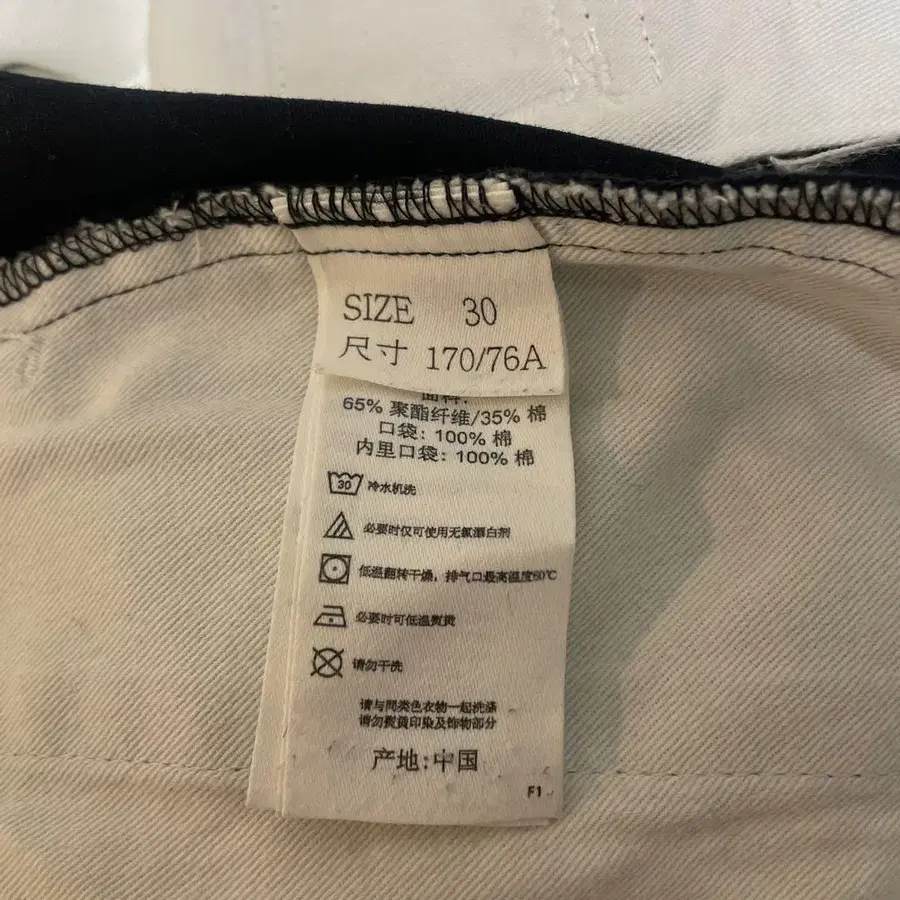 SIZE 30
尺寸 170/76A
面料:
65% 聚酯纤维/35% 棉
口袋: 100% 棉
内里口袋: 100% 棉
30 冷水机洗
必要时仅可使用无氯漂白剂
低温翻转干燥, 排气口最高温度60℃
必要时可低温熨烫
请勿干洗
请与同类色衣物一起洗涤
请勿熨烫印染及饰物部分
产地:中国
F1